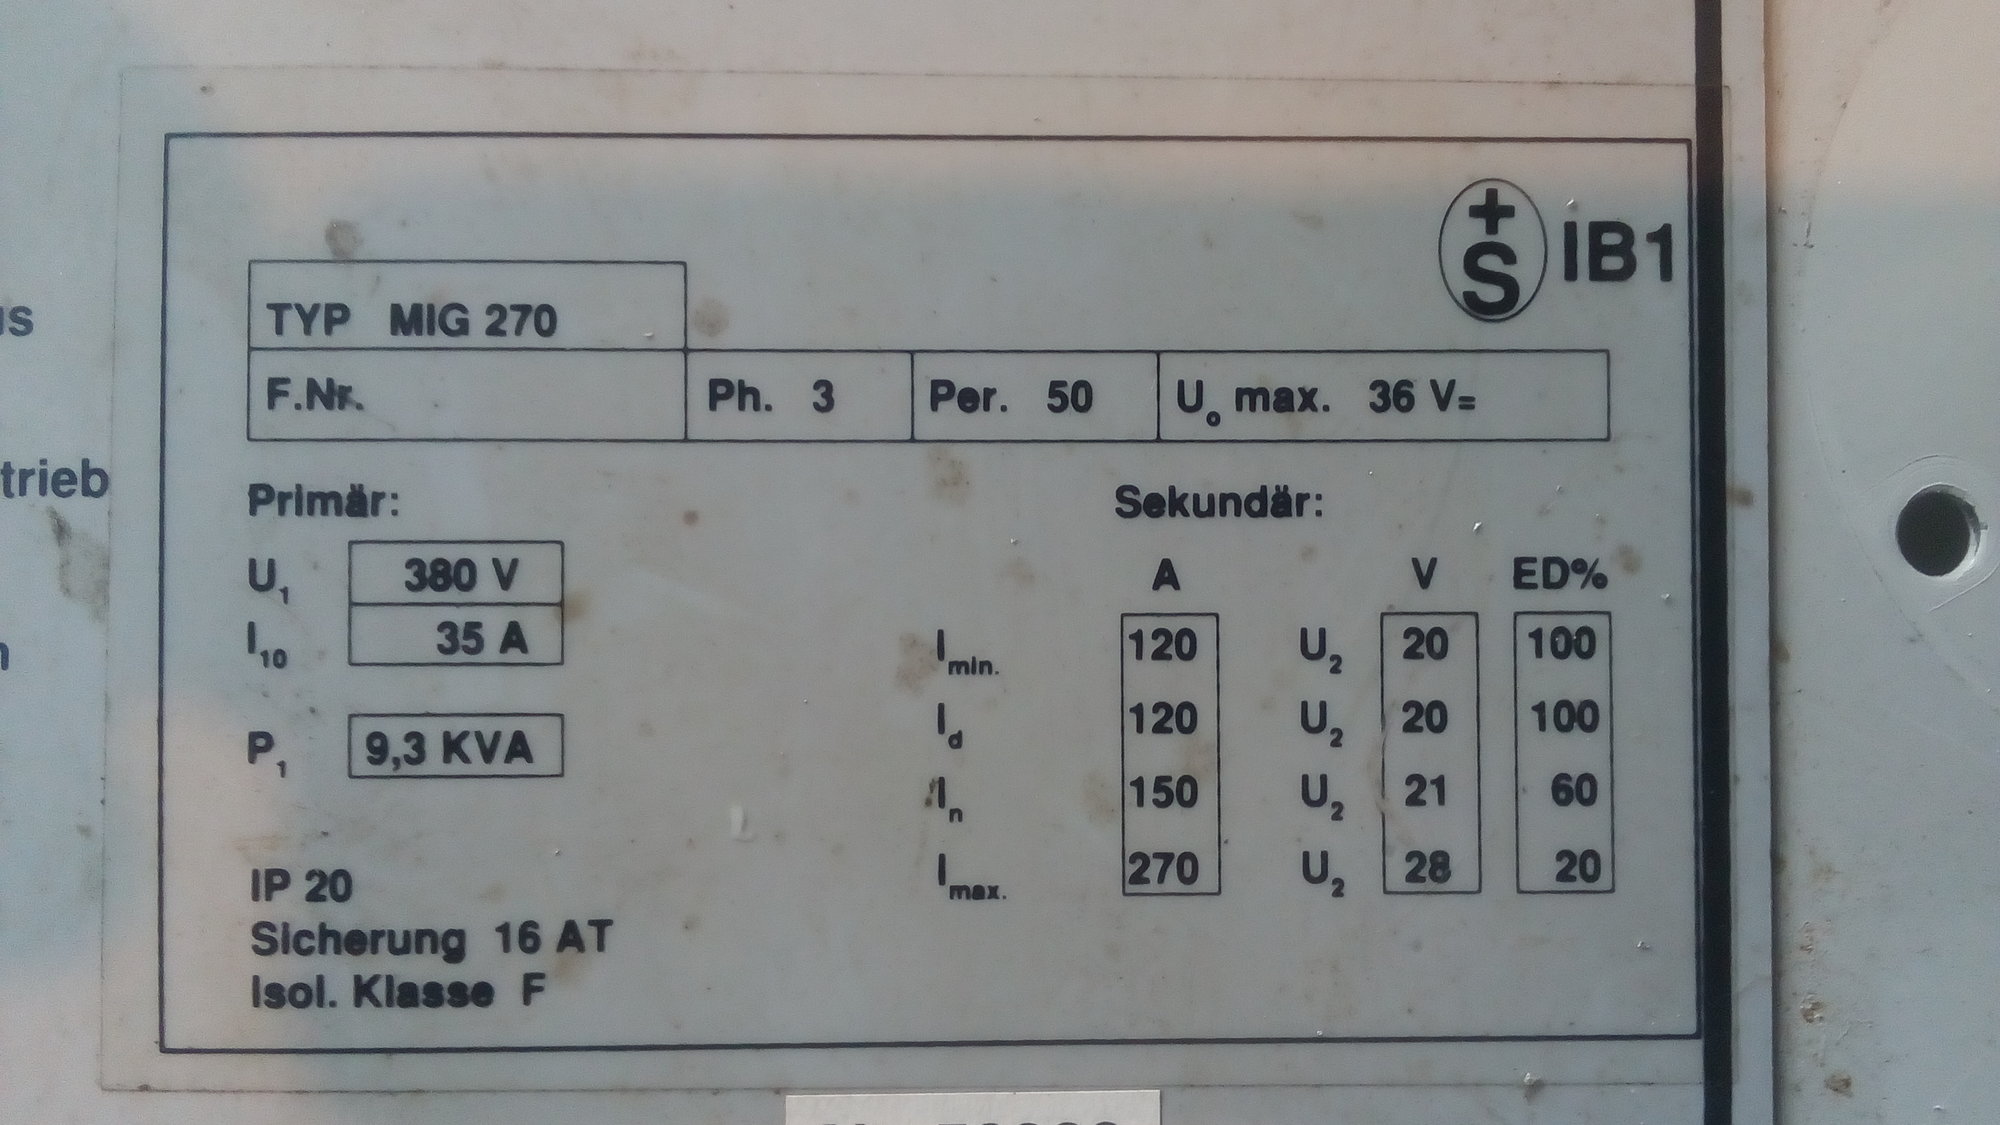 +
S IB1
TYP MIG 270
F.Nr. Ph. 3 Per. 50 Uo max. 36 V=
trieb
Primär: Sekundär:
A V ED%
U1 380 V
I10 35 A
P1 9,3 KVA
Imin. 120 U2 20 100
Id 120 U2 20 100
In 150 U2 21 60
Imax. 270 U2 28 20
IP 20
Sicherung 16 AT
Isol. Klasse F